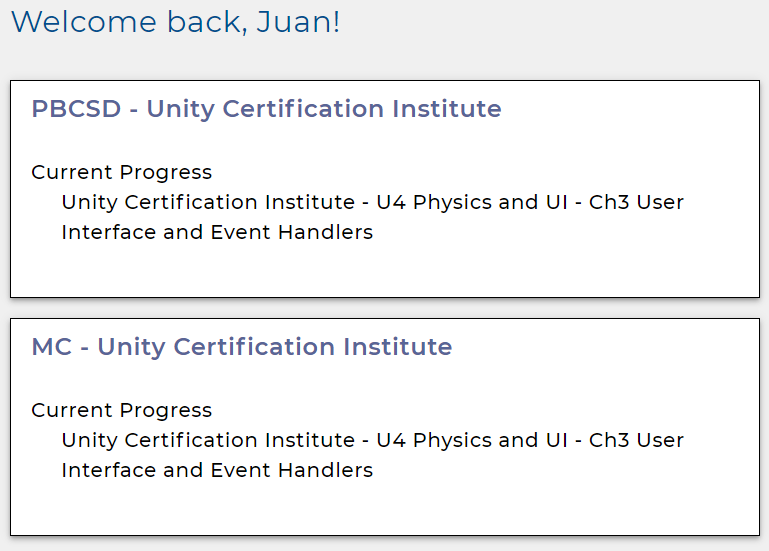 Welcome back, Juan!
PBCSD - Unity Certification Institute
Current Progress
Unity Certification Institute - U4 Physics and UI - Ch3 User
Interface and Event Handlers
MC - Unity Certification Institute
Current Progress
Unity Certification Institute - U4 Physics and UI - Ch3 User
Interface and Event Handlers